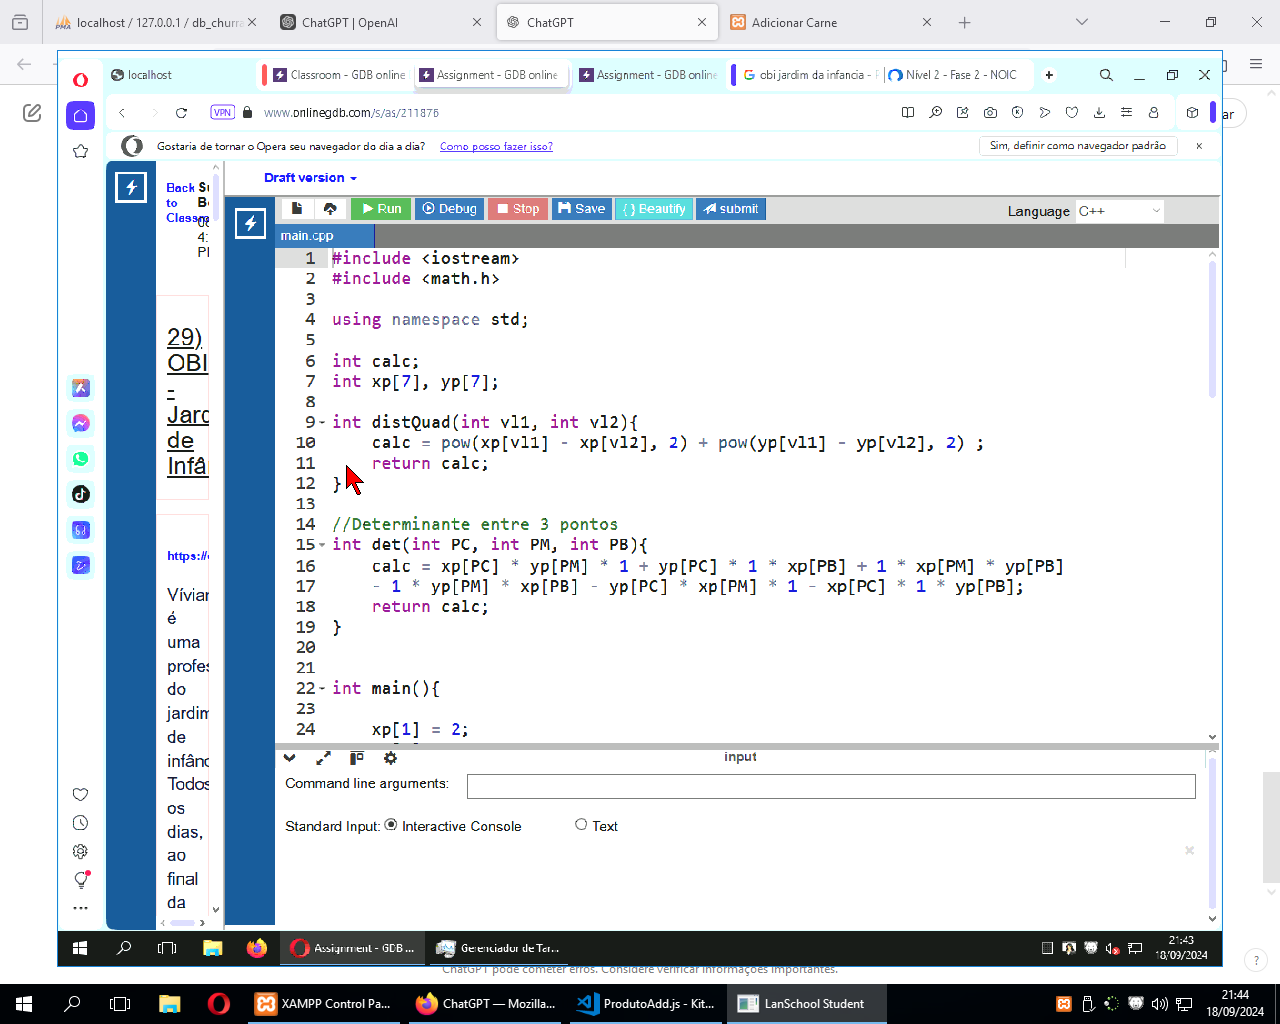 localhost / 127.0.0.1 / db_churra
ChatGPT | OpenAI
ChatGPT
Adicionar Carne
localhost
Classroom - GDB online
Assignment - GDB online
Assignment - GDB online
obi jardim da infancia - F
Nível 2 - Fase 2 - NOIC
VPN
www.onlinegdb.com/s/as/211876
ar
Gostaria de tornar o Opera seu navegador do dia a dia?
Como posso fazer isso?
Sim, definir como navegador padrão
Back
to
Classro
4:
29)
OBI
-
Jard
de
Infân
https://
Vívian
é
uma
profes
do
jardim
de
infânc
Todos
os
dias,
ao
final
da
Draft version
Run
Debug
Stop
Save
{ } Beautify
submit
Language
C++
main.cpp
1 #include <iostream>
2 #include <math.h>
3
4 using namespace std;
5
6 int calc;
7 int xp[7], yp[7];
8
9 int distQuad(int vl1, int vl2){
10 calc = pow(xp[vl1] - xp[vl2], 2) + pow(yp[vl1] - yp[vl2], 2) ;
11 return calc;
12 }
13
14 //Determinante entre 3 pontos
15 int det(int PC, int PM, int PB){
16 calc = xp[PC] * yp[PM] * 1 + yp[PC] * 1 * xp[PB] + 1 * xp[PM] * yp[PB]
17 - 1 * yp[PM] * xp[PB] - yp[PC] * xp[PM] * 1 - xp[PC] * 1 * yp[PB];
18 return calc;
19 }
20
21
22 int main(){
23
24 xp[1] = 2;
input
Command line arguments:
Standard Input: Interactive Console Text
Assignment - GDB ...
Gerenciador de Tar...
21:43
18/09/2024
ChatGPT pode cometer erros. Considere verificar informações importantes.
?
XAMPP Control Pa...
ChatGPT — Mozilla...
ProdutoAdd.js - Kit...
LanSchool Student
21:44
18/09/2024